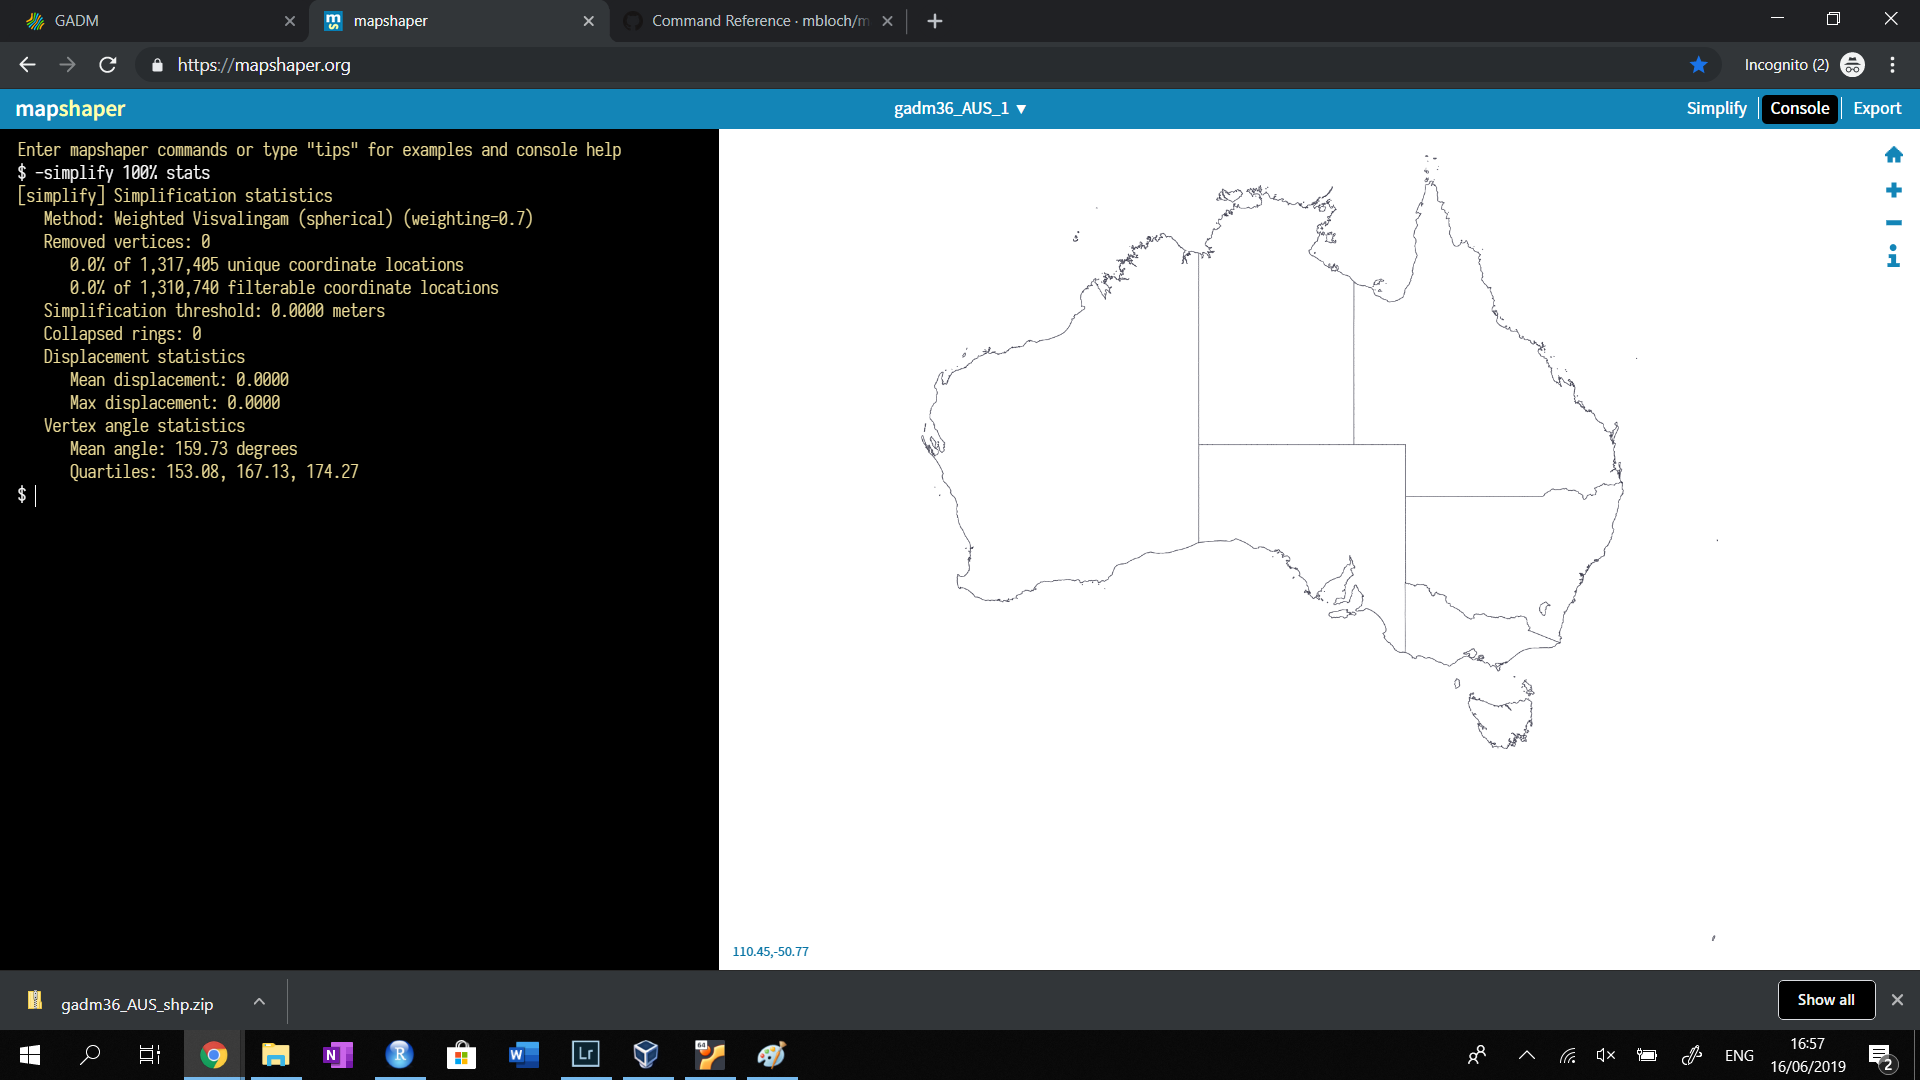 GADM
mapshaper
Command Reference · mbloch/m
https://mapshaper.org
Incognito (2)
mapshaper
gadm36_AUS_1 ▼
Simplify
Console
Export
Enter mapshaper commands or type "tips" for examples and console help
$ -simplify 100% stats
[simplify] Simplification statistics
Method: Weighted Visvalingam (spherical) (weighting=0.7)
Removed vertices: 0
0.0% of 1,317,405 unique coordinate locations
0.0% of 1,310,740 filterable coordinate locations
Simplification threshold: 0.0000 meters
Collapsed rings: 0
Displacement statistics
Mean displacement: 0.0000
Max displacement: 0.0000
Vertex angle statistics
Mean angle: 159.73 degrees
Quartiles: 153.08, 167.13, 174.27
$
110.45,-50.77
gadm36_AUS_shp.zip
Show all
ENG
16:57
16/06/2019
2